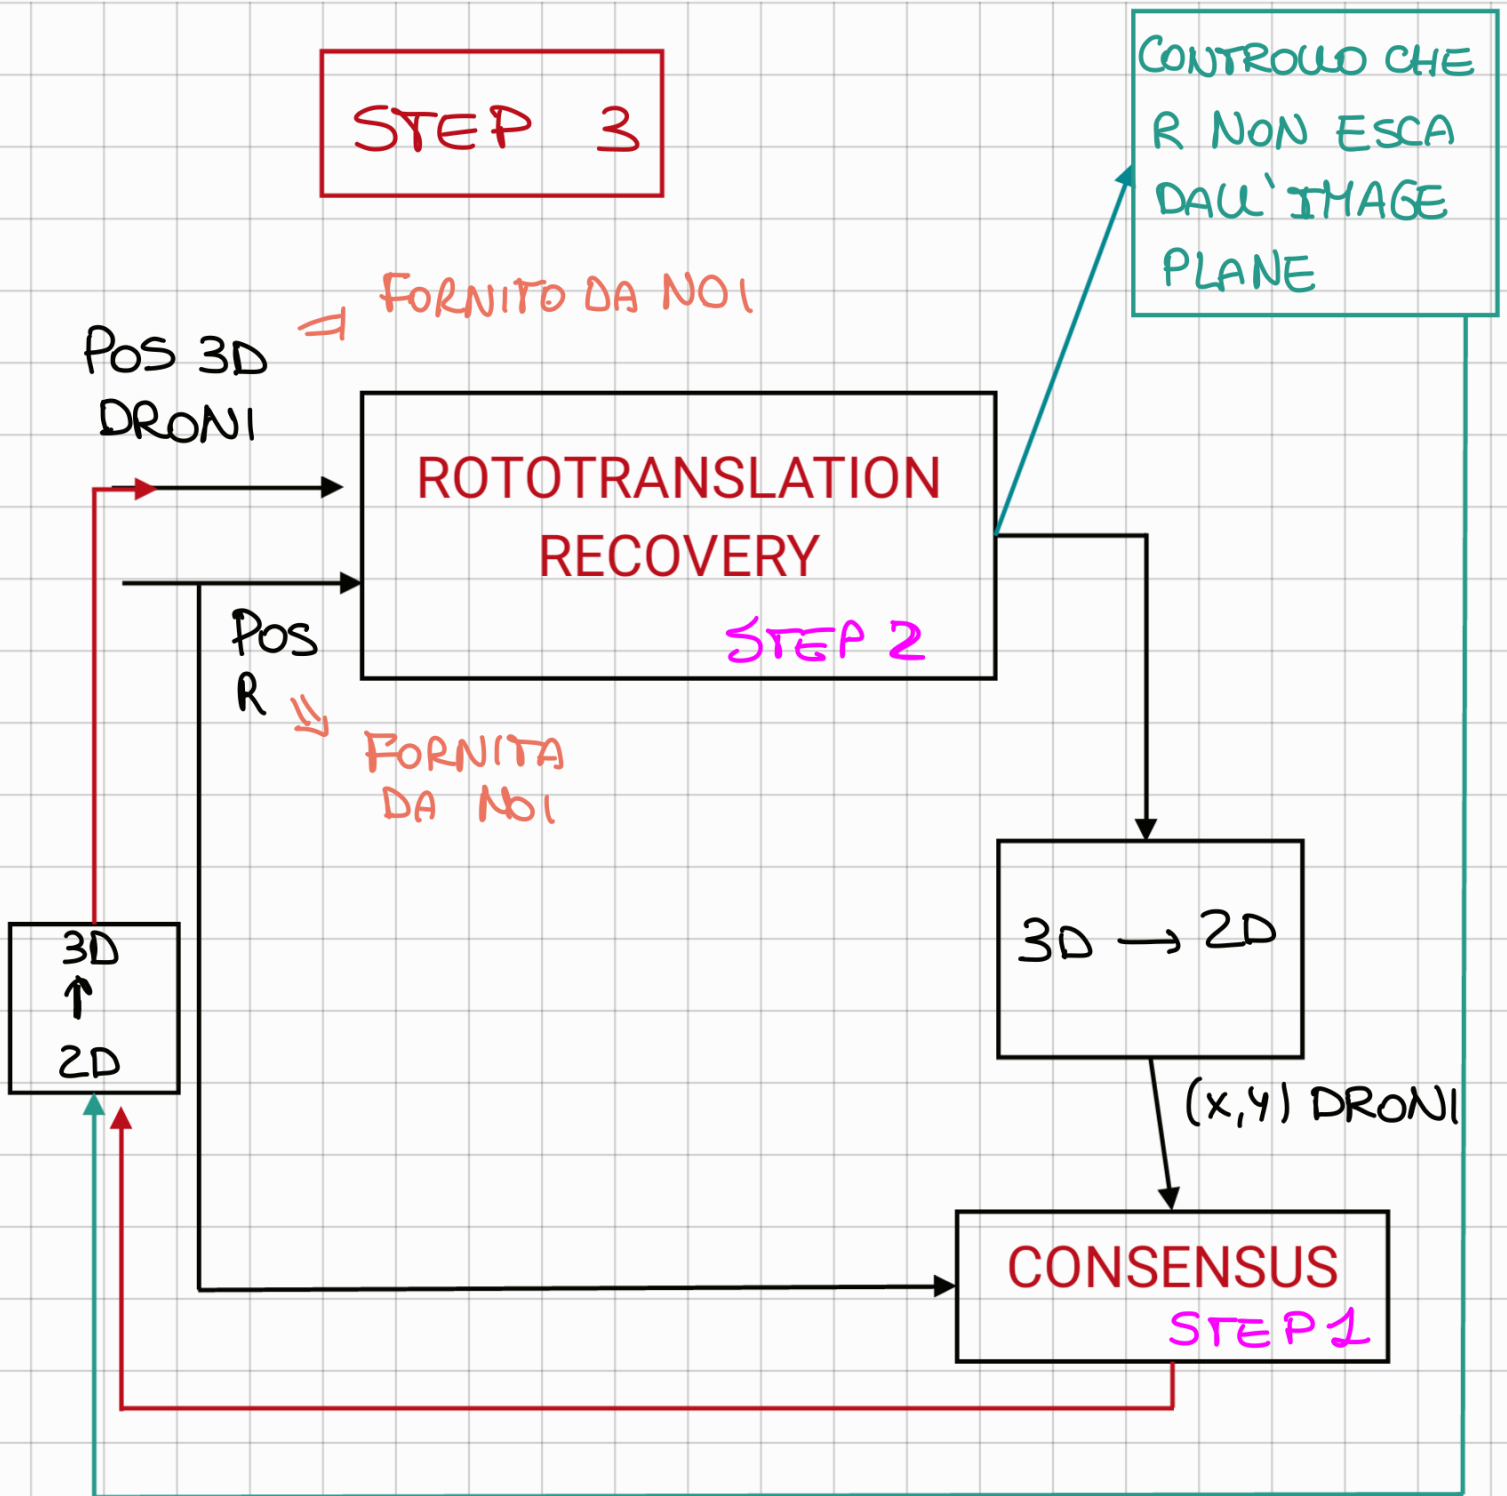 STEP 3
CONTROLLO CHE
R NON ESCA
DALL'IMAGE
PLANE
FORNITO DA NOI
POS 3D
DRONI
ROTOTRANSLATION
RECOVERY
STEP 2
POS
R
FORNITA
DA NOI
3D → 2D
3D
↑
2D
(x,y) DRONI
CONSENSUS
STEP 1